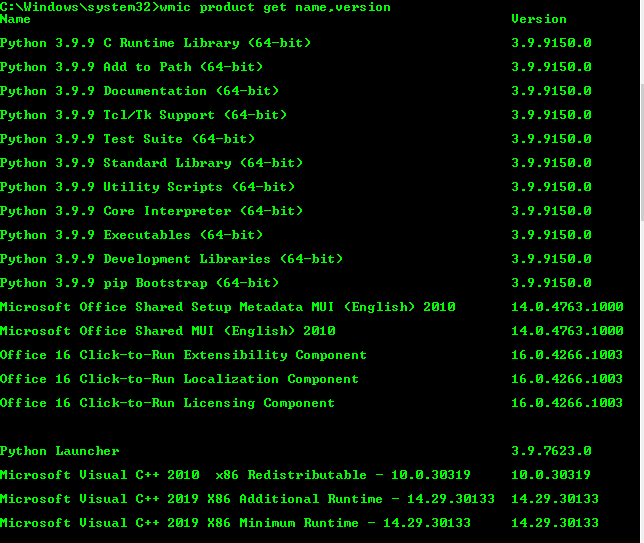 C:\Windows\system32>wmic product get name,version
Name Version
Python 3.9.9 C Runtime Library (64-bit) 3.9.9150.0
Python 3.9.9 Add to Path (64-bit) 3.9.9150.0
Python 3.9.9 Documentation (64-bit) 3.9.9150.0
Python 3.9.9 Tcl/Tk Support (64-bit) 3.9.9150.0
Python 3.9.9 Test Suite (64-bit) 3.9.9150.0
Python 3.9.9 Standard Library (64-bit) 3.9.9150.0
Python 3.9.9 Utility Scripts (64-bit) 3.9.9150.0
Python 3.9.9 Core Interpreter (64-bit) 3.9.9150.0
Python 3.9.9 Executables (64-bit) 3.9.9150.0
Python 3.9.9 Development Libraries (64-bit) 3.9.9150.0
Python 3.9.9 pip Bootstrap (64-bit) 3.9.9150.0
Microsoft Office Shared Setup Metadata MUI (English) 2010 14.0.4763.1000
Microsoft Office Shared MUI (English) 2010 14.0.4763.1000
Office 16 Click-to-Run Extensibility Component 16.0.4266.1003
Office 16 Click-to-Run Localization Component 16.0.4266.1003
Office 16 Click-to-Run Licensing Component 16.0.4266.1003
Python Launcher 3.9.7623.0
Microsoft Visual C++ 2010  x86 Redistributable - 10.0.30319 10.0.30319
Microsoft Visual C++ 2019 X86 Additional Runtime - 14.29.30133 14.29.30133
Microsoft Visual C++ 2019 X86 Minimum Runtime - 14.29.30133 14.29.30133